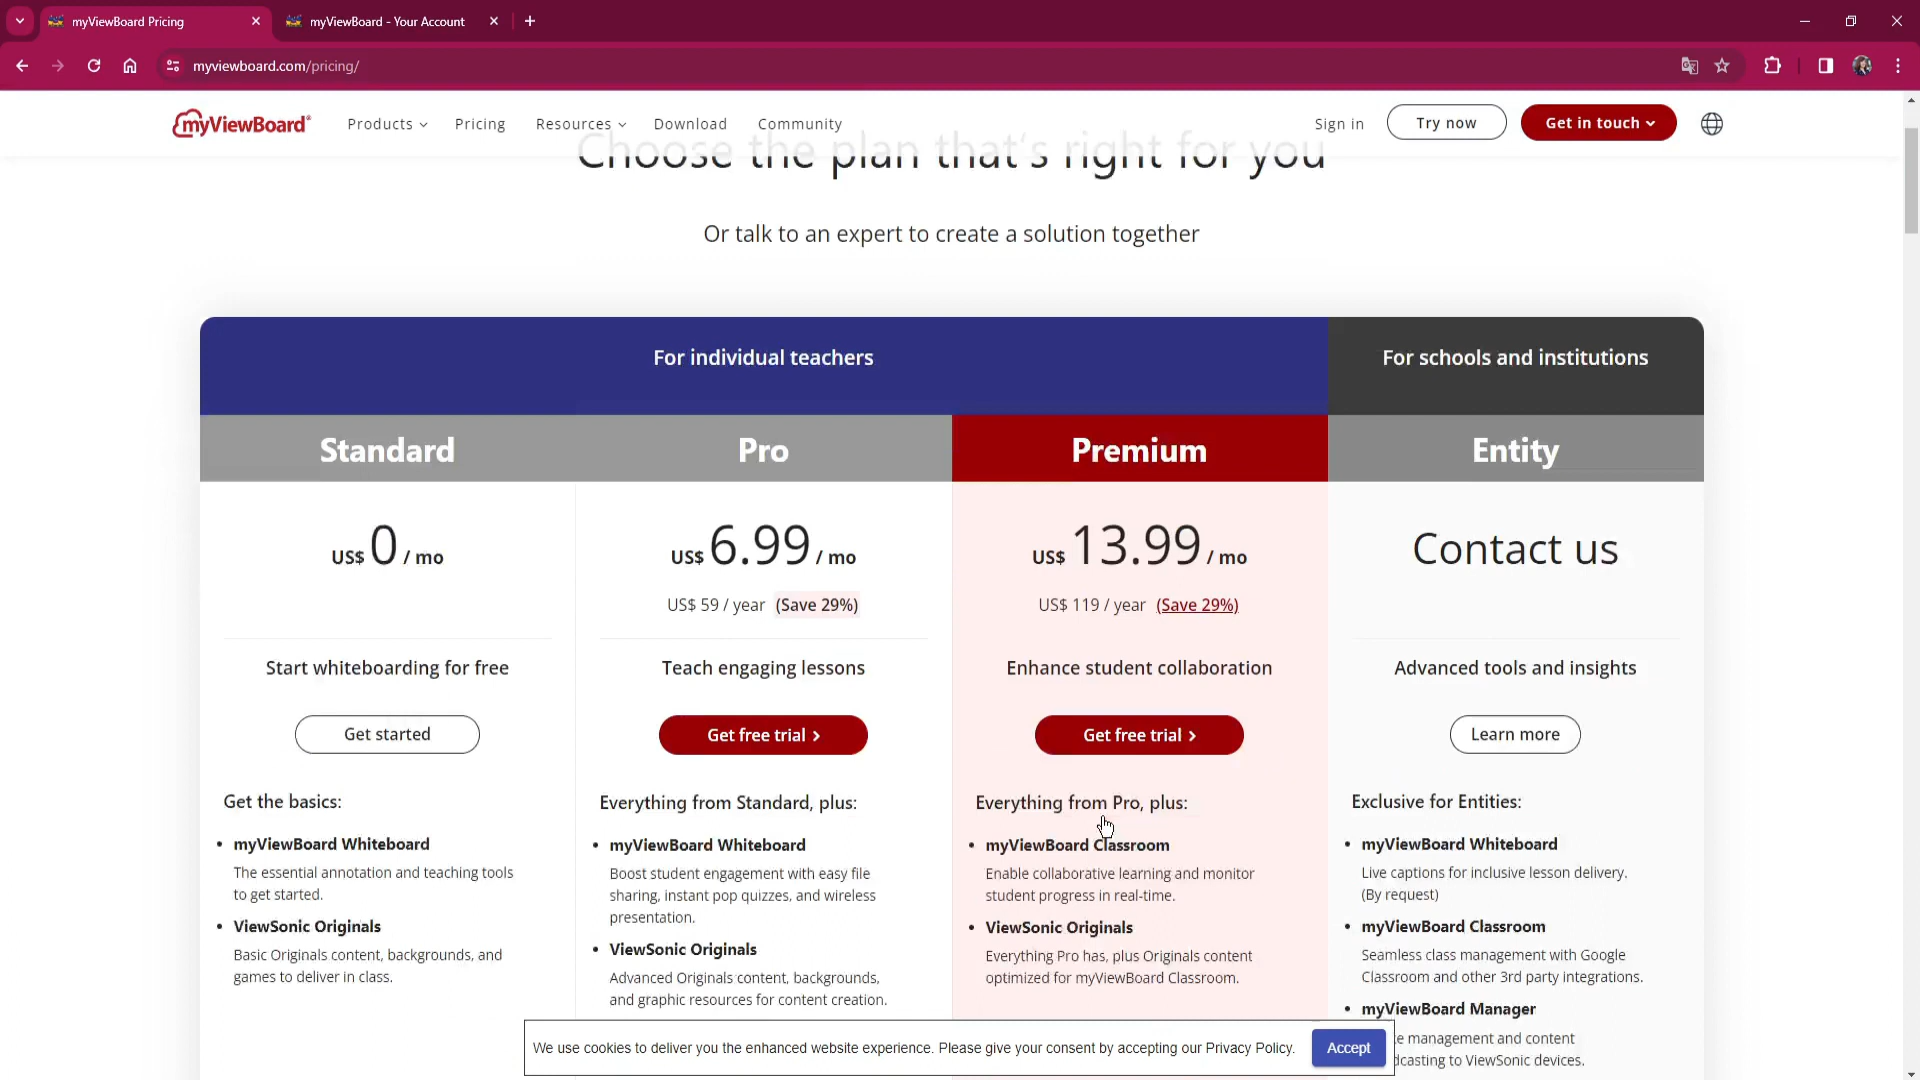 myViewBoard Pricing
myViewBoard - Your Account
myviewboard.com/pricing/
myViewBoard®
Products
Pricing
Resources
Download
Community
Sign in
Try now
Get in touch
Choose the plan that's right for you
Or talk to an expert to create a solution together
For individual teachers
For schools and institutions
Standard
Pro
Premium
Entity
US$ 0 / mo
US$ 6.99 / mo
US$ 13.99 / mo
Contact us
US$ 59 / year (Save 29%)
US$ 119 / year (Save 29%)
Start whiteboarding for free
Teach engaging lessons
Enhance student collaboration
Advanced tools and insights
Get started
Get free trial
Get free trial
Learn more
Get the basics:
• myViewBoard Whiteboard
The essential annotation and teaching tools
to get started.
• ViewSonic Originals
Basic Originals content, backgrounds, and
games to deliver in class.
Everything from Standard, plus:
• myViewBoard Whiteboard
Boost student engagement with easy file
sharing, instant pop quizzes, and wireless
presentation.
• ViewSonic Originals
Advanced Originals content, backgrounds,
and graphic resources for content creation.
Everything from Pro, plus:
• myViewBoard Classroom
Enable collaborative learning and monitor
student progress in real-time.
• ViewSonic Originals
Everything Pro has, plus Originals content
optimized for myViewBoard Classroom.
Exclusive for Entities:
• myViewBoard Whiteboard
Live captions for inclusive lesson delivery.
(By request)
• myViewBoard Classroom
Seamless class management with Google
Classroom and other 3rd party integrations.
• myViewBoard Manager
management and content
to ViewSonic devices.
We use cookies to deliver you the enhanced website experience. Please give your consent by accepting our Privacy Policy.
Accept